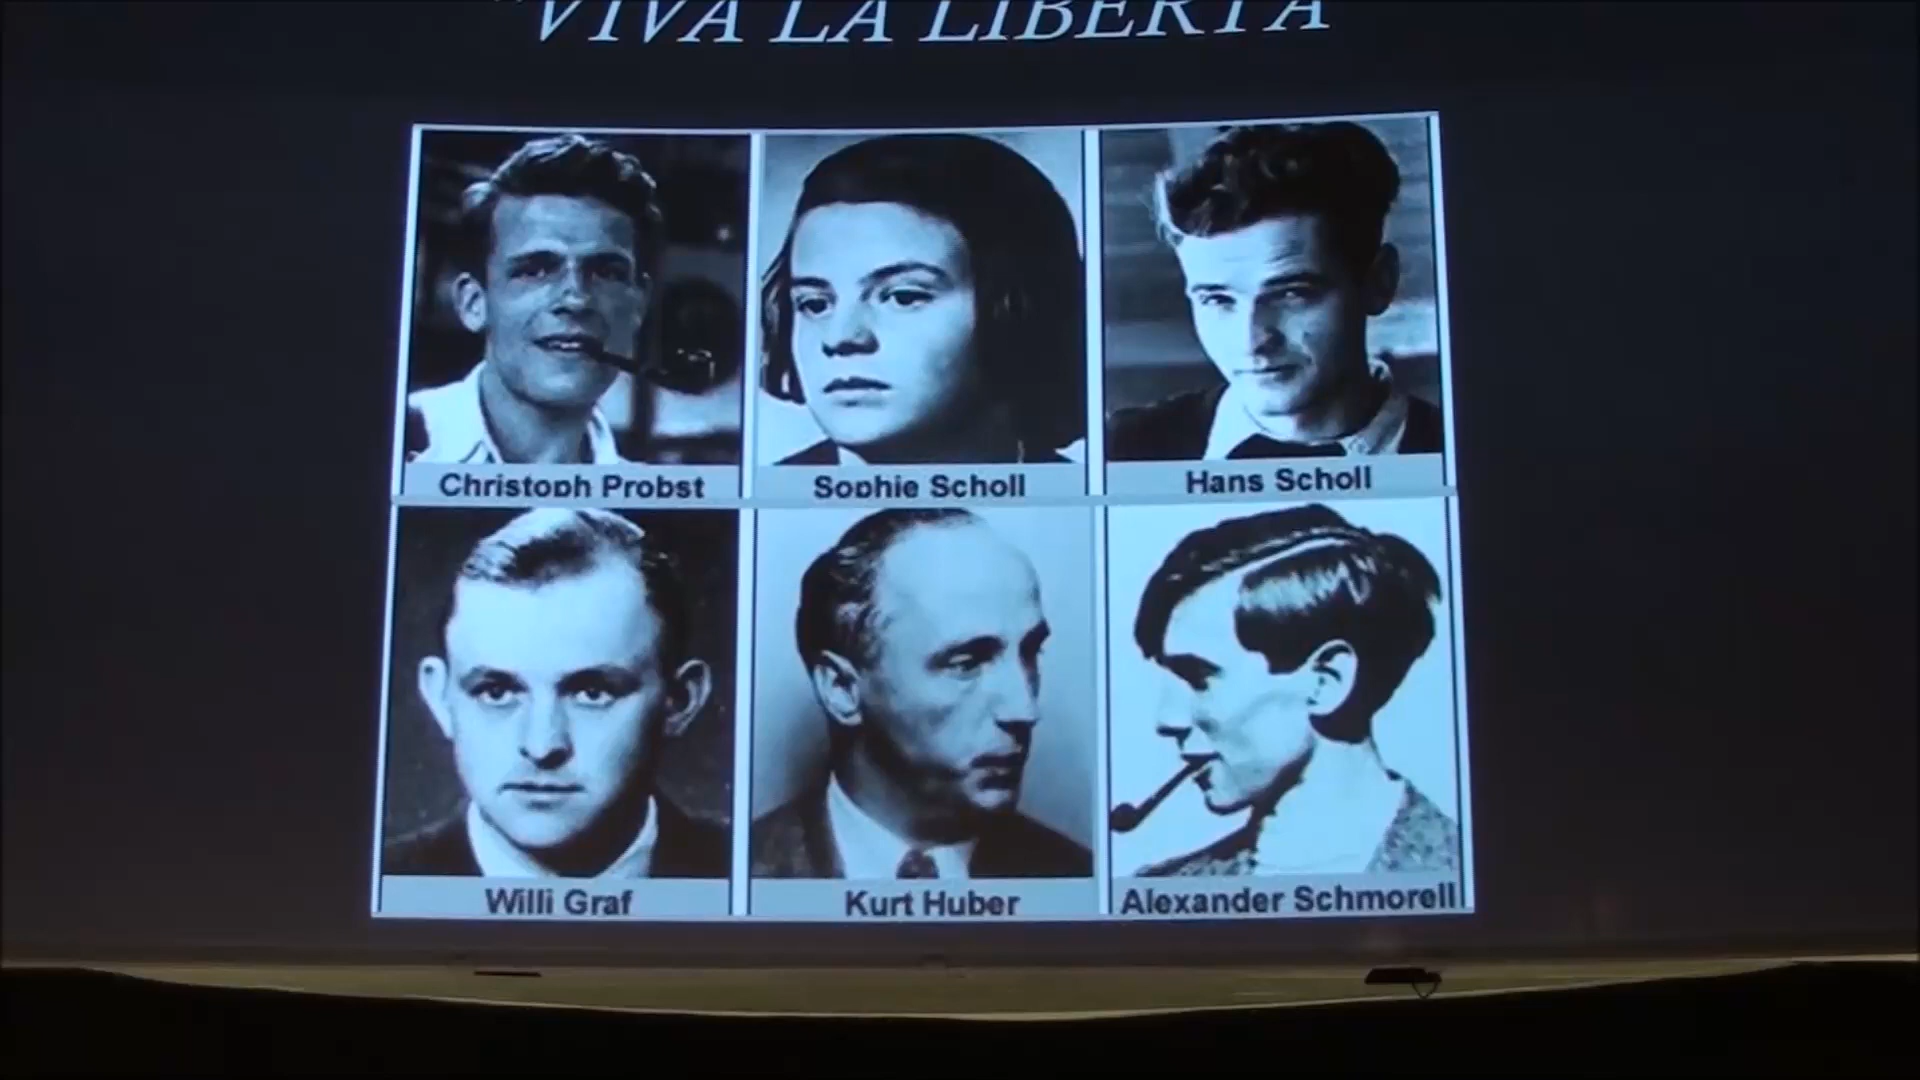 "VIVA LA LIBERTA
Christoph Probst
Sophie Scholl
Hans Scholl
Willi Graf
Kurt Huber
Alexander Schmorell